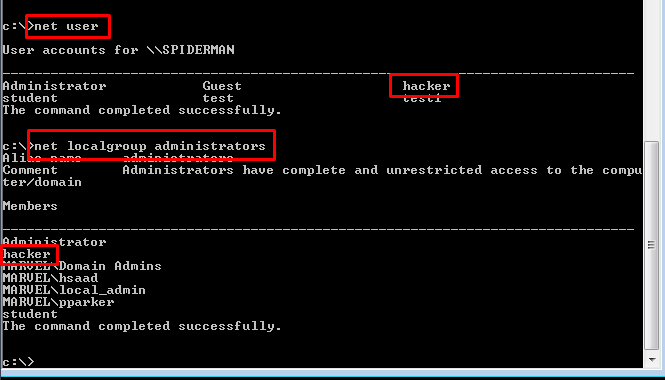 c:\>net user
User accounts for \\SPIDERMAN
-------------------------------------------------------------------------------
Administrator            Guest                    hacker
student                  test                     test1
The command completed successfully.
c:\>net localgroup administrators
Alias name     administrators
Comment        Administrators have complete and unrestricted access to the compu
ter/domain
Members
-------------------------------------------------------------------------------
Administrator
hacker
MARVEL\Domain Admins
MARVEL\hsaad
MARVEL\local_admin
MARVEL\pparker
student
The command completed successfully.
c:\>